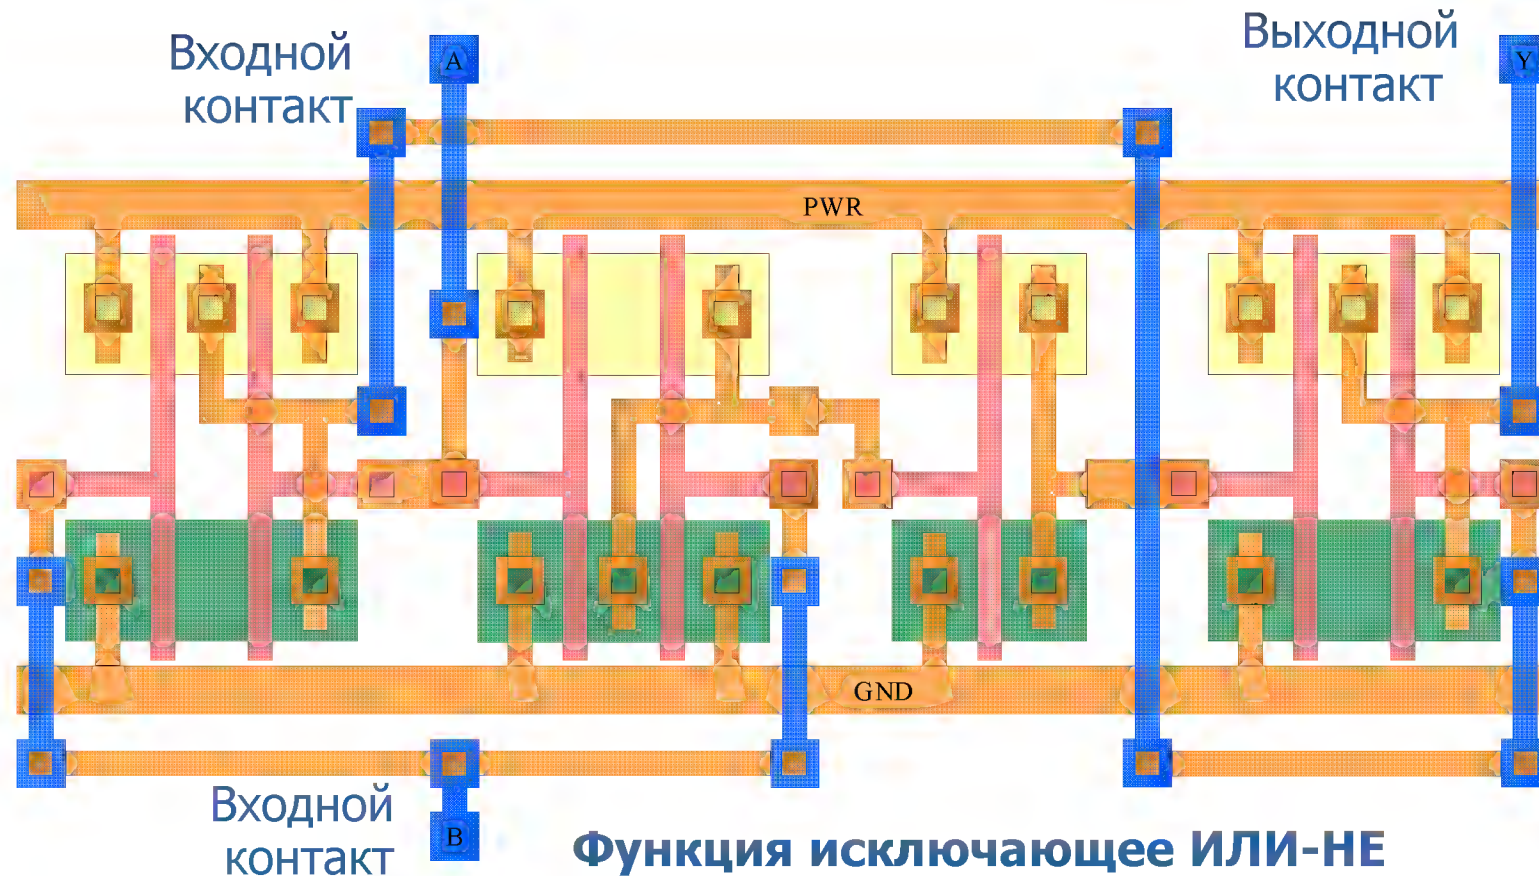 Входной
контакт
A
Выходной
контакт
Y
PWR
GND
Входной
контакт
B
Функция исключающее ИЛИ-НЕ